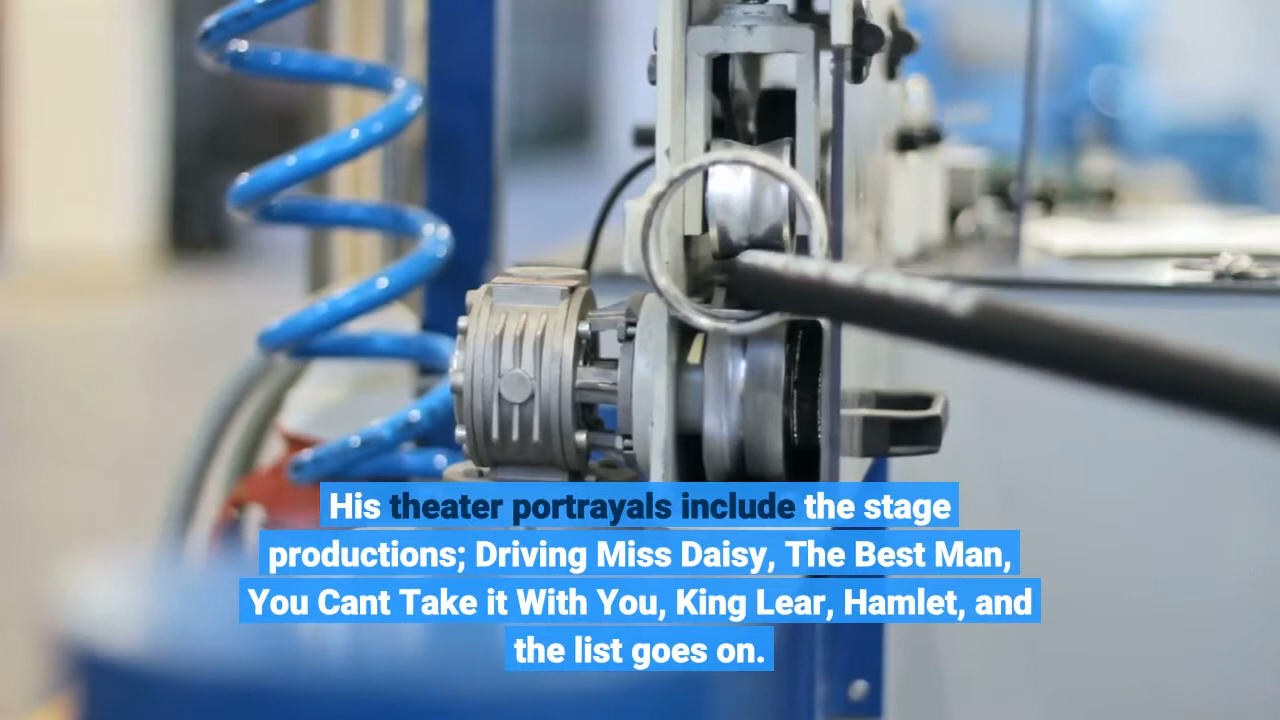 His theater portrayals include the stage
productions; Driving Miss Daisy, The Best Man,
You Cant Take it With You, King Lear, Hamlet, and
the list goes on.